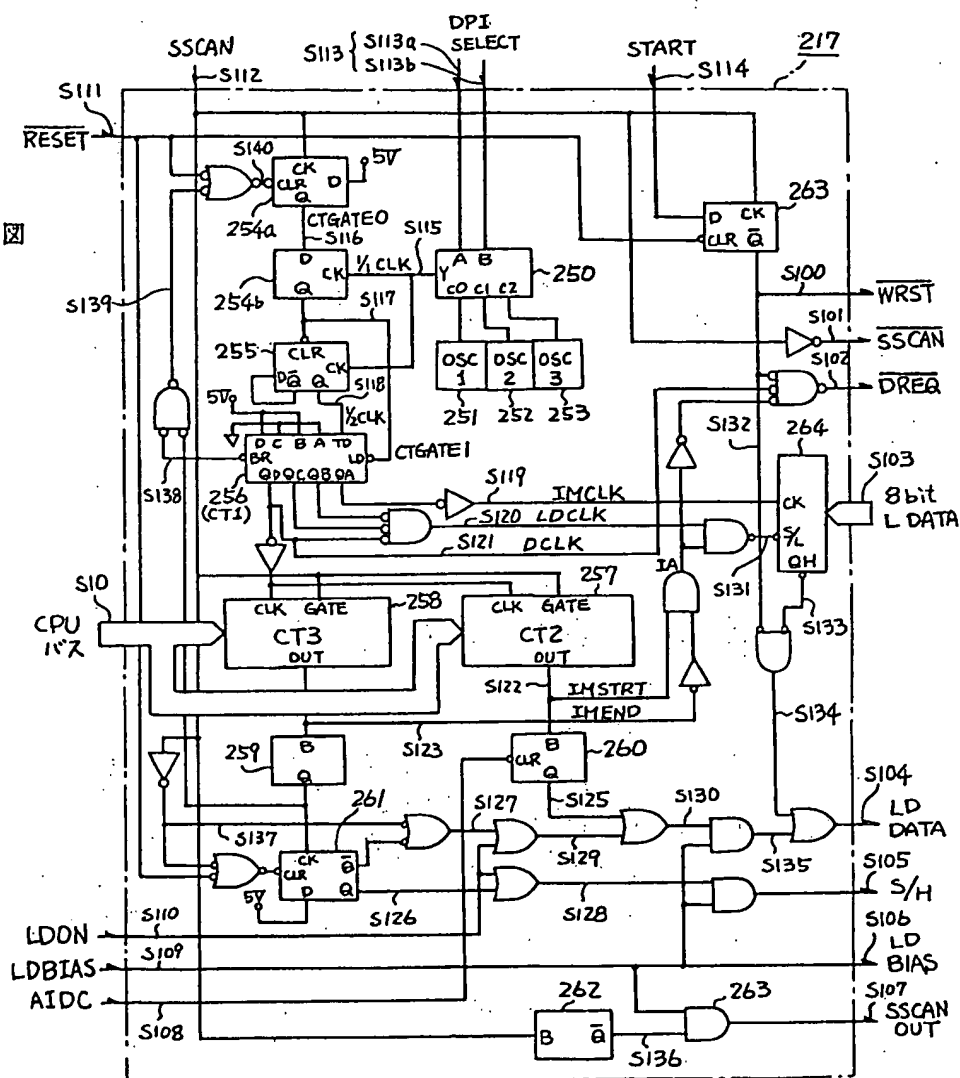 DPI
SELECT
SSCAN
S112
S113
S113a
S113b
START
S114
217
S111
RESET
S140
CK
CLR
D
Q
5V
254a
CTGATE0
S116
図
D
CK
Q
254b
1/1 CLK
S115
A B
Y
C0 C1 C2
250
D
CK
CLR
Q
263
S100
WRST
S101
SSCAN
S102
DREQ
S139
S117
255
CLR
CK
D Q Q
S118
1/2 CLK
OSC
1
OSC
2
OSC
3
251
252
253
5V
D C B A TD
BR
LD
QD QC QB QA
CTGATE1
256
(CT1)
S138
S132
264
S103
8bit
L DATA
CK
S/L
QH
S119
IMCLK
S120
LDCLK
S121
DCLK
S131
IA
S133
S10
CPU
バス
CLK GATE
CT3
OUT
258
CLK GATE
CT2
OUT
257
S122
IMSTRT
IMEND
S123
S134
259
B
Q
B
CLR
Q
260
S125
S127
S130
S104
LD
DATA
S137
261
CK
CLR
D
Q
Q
S129
S135
S105
S/H
5V
S126
S128
S106
LD
BIAS
LDON
S110
LDBIAS
S109
AIDC
S108
262
B
Q
S136
263
S107
SSCAN
OUT